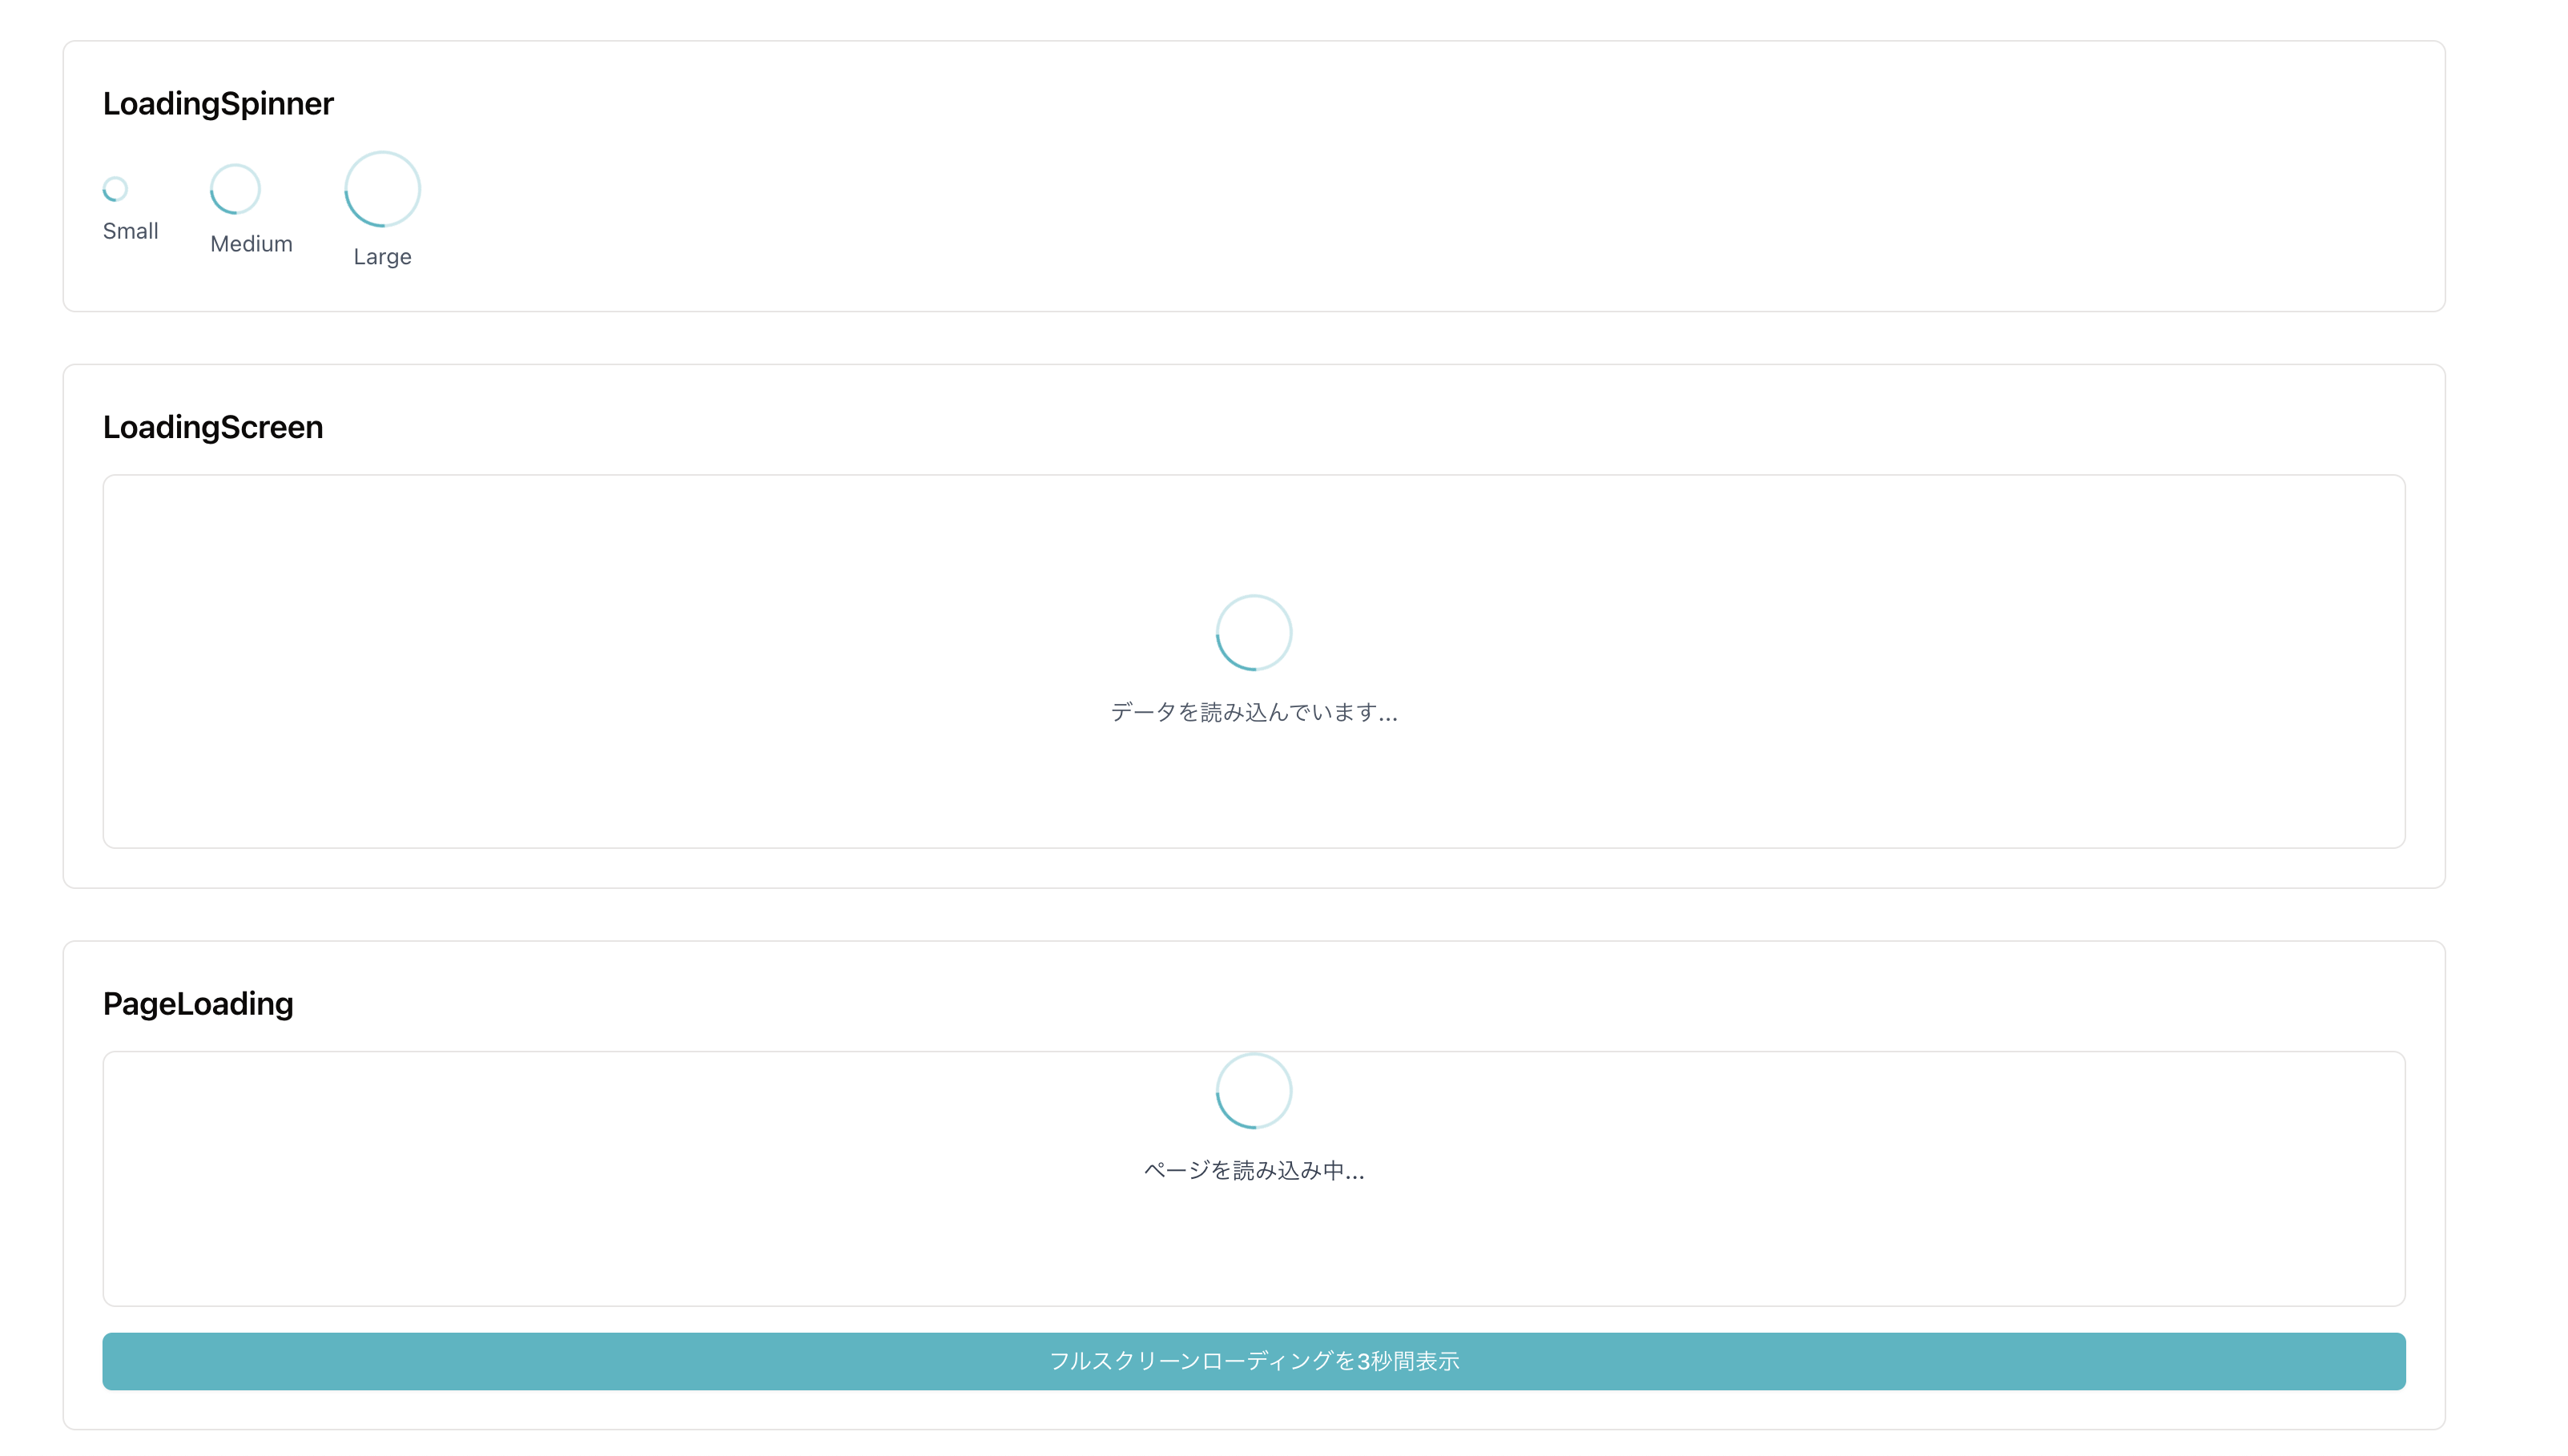 LoadingSpinner
Small
Medium
Large
LoadingScreen
データを読み込んでいます...
PageLoading
ページを読み込み中...
フルスクリーンローディングを3秒間表示